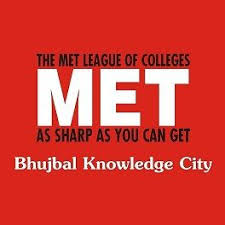 THE MET LEAGUE OF COLLEGES
MET
AS SHARP AS YOU CAN GET
Bhujbal Knowledge City